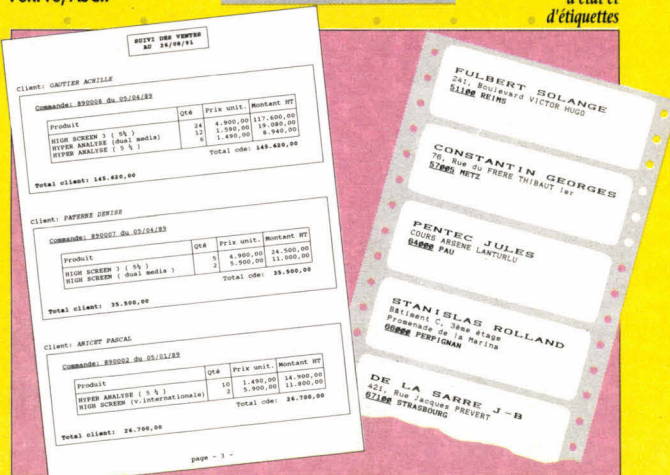 d'étiquettes
SUIVI DES VENTES
AU 26/08/91
Client: GAUTIER ACHILLE
Commande: 890008 du 05/04/89
Produit Qté Prix unit. Montant HT
HIGH SCREEN 3 ( 5¼ ) 24 4.900,00 117.600,00
HYPER ANALYSE (dual media) 12 1.590,00 19.080,00
HYPER ANALYSE ( 5 ¼ ) 6 1.490,00 8.940,00
Total cde: 145.620,00
Total client: 145.620,00
Client: PATERNE DENISE
Commande: 890007 du 05/04/89
Produit Qté Prix unit. Montant HT
HIGH SCREEN 3 ( 5¼ ) 5 4.900,00 24.500,00
HIGH SCREEN ( dual media ) 2 5.500,00 11.000,00
Total cde: 35.500,00
Total client: 35.500,00
Client: ANICET PASCAL
Commande: 890002 du 05/01/89
Produit Qté Prix unit. Montant HT
HYPER ANALYSE ( 5 ¼ ) 10 1.490,00 14.900,00
HIGH SCREEN (v.internationale) 2 5.900,00 11.800,00
Total cde: 26.700,00
Total client: 26.700,00
page - 3 -
FULBERT SOLANGE
241, Boulevard VICTOR HUGO
51100 REIMS
CONSTANTIN GEORGES
76, Rue du FRERE THIBAUT 1er
57005 METZ
PENTEC JULES
COURS ARSENE LANTURLU
64000 PAU
STANISLAS ROLLAND
Bâtiment C, 3ème étage
Promenade de la Marina
66000 PERPIGNAN
DE LA SARRE J-B
421, Rue Jacques PREVERT
67100 STRASBOURG